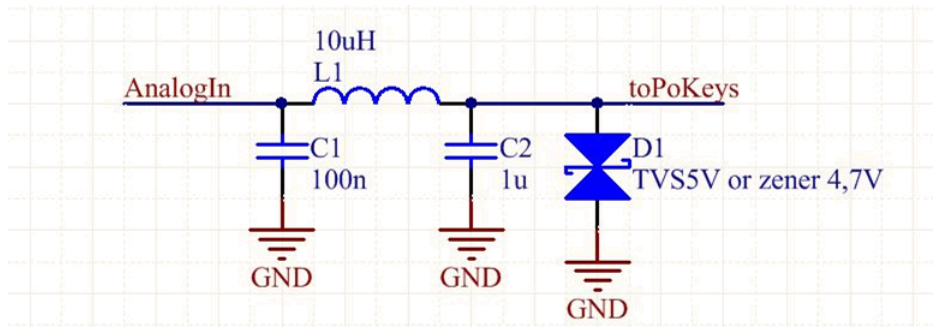 10uH
L1
AnalogIn
toPoKeys
C1
100n
C2
1u
D1
TVS5V or zener 4,7V
GND
GND
GND